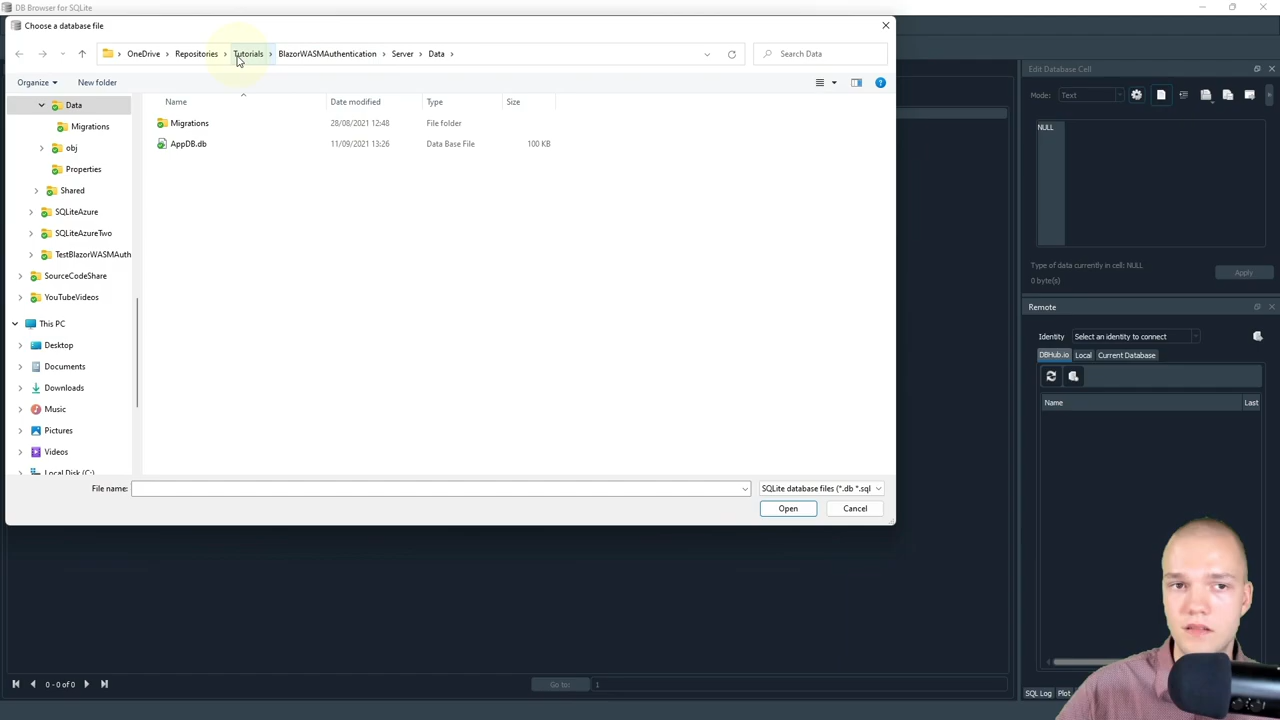 DB Browser for SQLite
Choose a database file
OneDrive
Repositories
Tutorials
BlazorWASMAuthentication
Server
Data
Search Data
Organize
New folder
Data
Migrations
obj
Properties
Shared
SQLiteAzure
SQLiteAzureTwo
TestBlazorWASMAuth
SourceCodeShare
YouTubeVideos
This PC
Desktop
Documents
Downloads
Music
Pictures
Videos
Local Disk (C:)
Name
Date modified
Type
Size
Migrations
28/08/2021 12:48
File folder
AppDB.db
11/09/2021 13:26
Data Base File
100 KB
File name:
SQLite database files (*.db *.sql
Open
Cancel
0 - 0 of 0
Go to:
1
Edit Database Cell
Mode:
Text
NULL
Type of data currently in cell: NULL
0 byte(s)
Apply
Remote
Identity
Select an identity to connect
DBHub.io
Local
Current Database
Name
Last
SQL Log
Plot